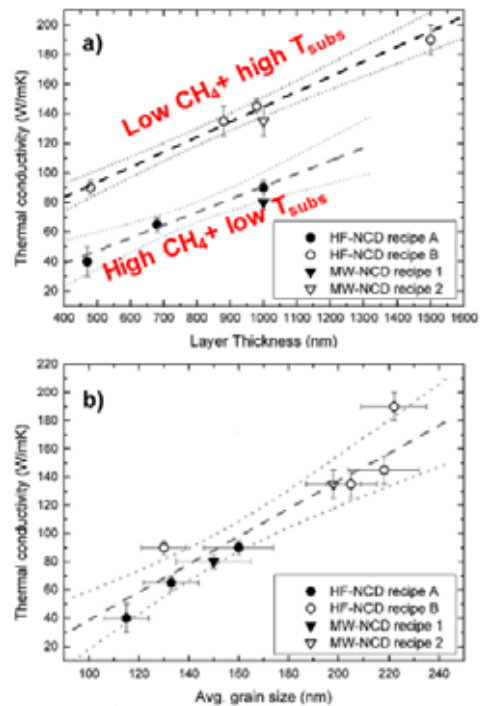 a)
Low CH4+ high Tsubs
High CH4+ low Tsubs
Thermal conductivity (W/mK)
200
180
160
140
120
100
80
60
40
20
HF-NCD recipe A
HF-NCD recipe B
MW-NCD recipe 1
MW-NCD recipe 2
400 500 600 700 800 900 1000 1100 1200 1300 1400 1500 1600
Layer Thickness (nm)
b)
Thermal conductivity (W/mK)
220
200
180
160
140
120
100
80
60
40
20
HF-NCD recipe A
HF-NCD recipe B
MW-NCD recipe 1
MW-NCD recipe 2
100 120 140 160 180 200 220 240
Avg. grain size (nm)